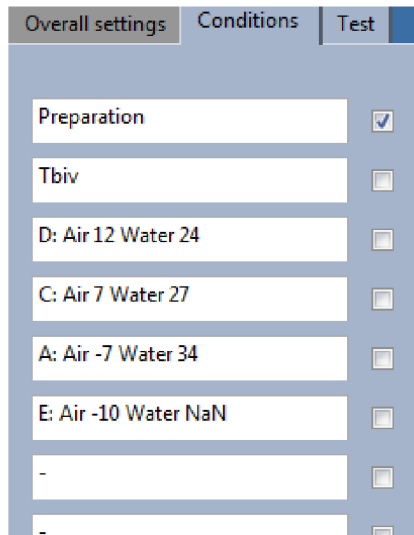 Overall settings Conditions Test
Preparation
Tbiv
D: Air 12 Water 24
C: Air 7 Water 27
A: Air -7 Water 34
E: Air -10 Water NaN
-
-